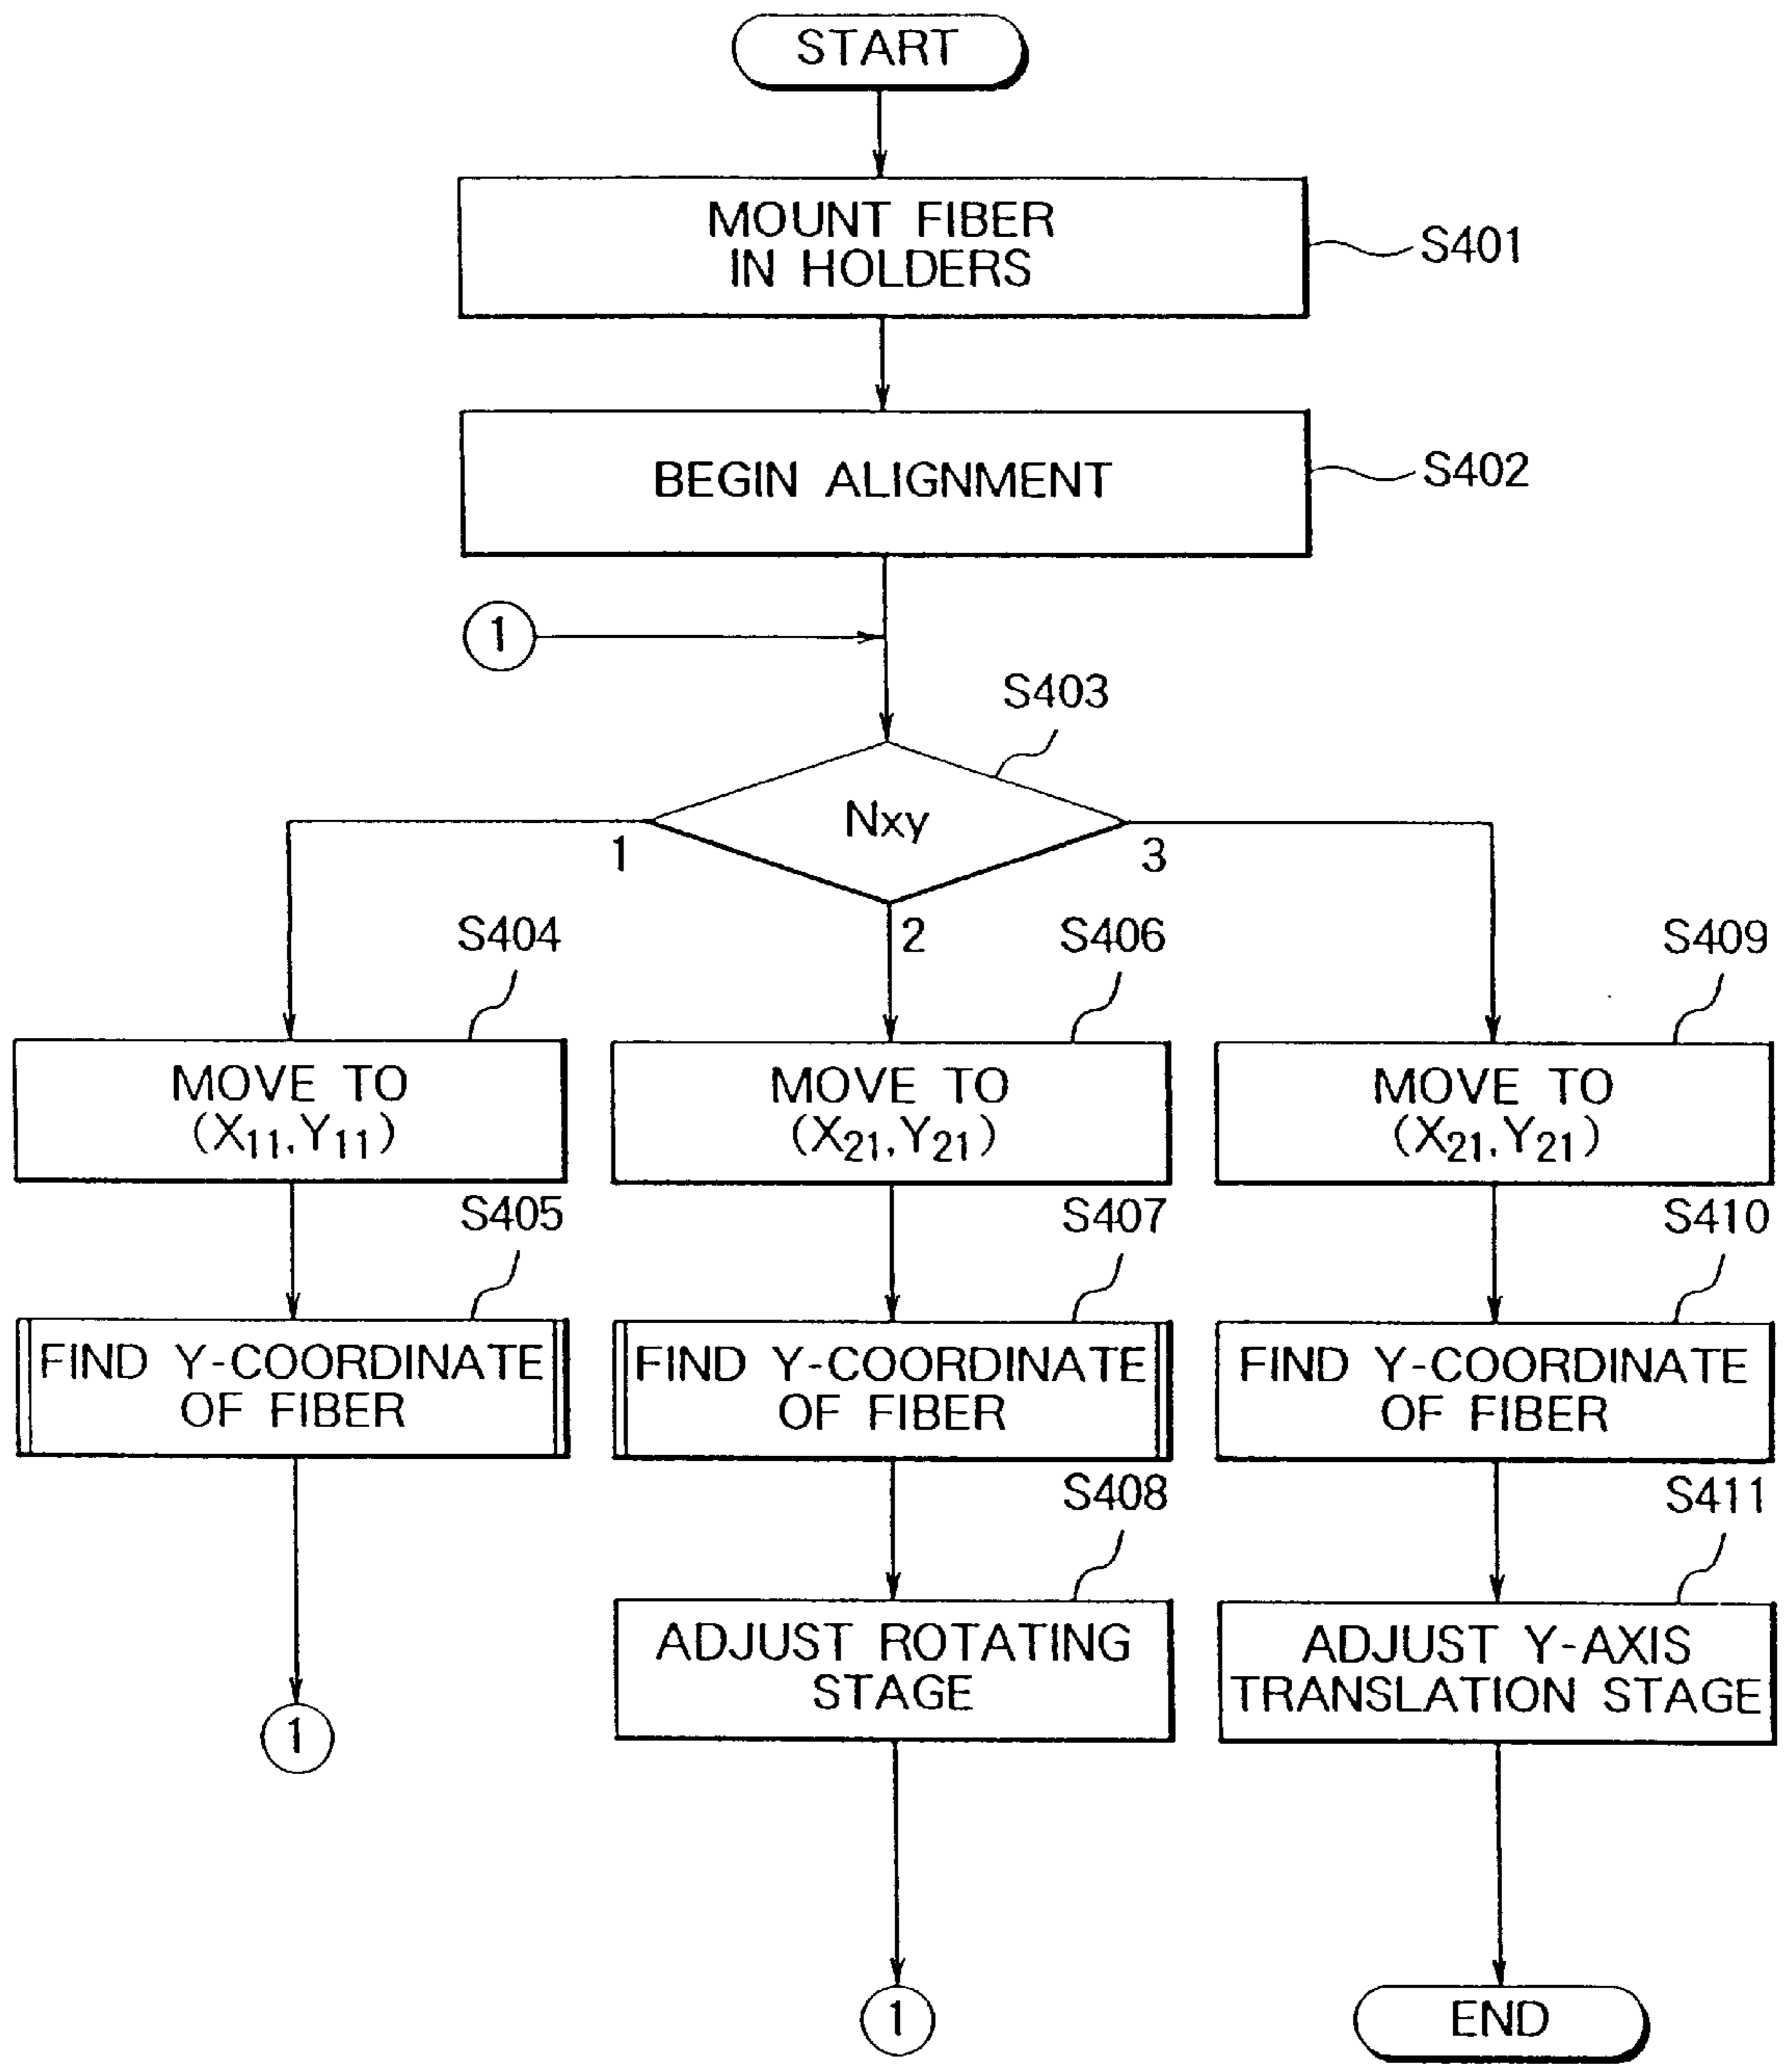 START
MOUNT FIBER
IN HOLDERS
S401
BEGIN ALIGNMENT
S402
1
S403
Nxy
1
2
3
S404
S406
S409
MOVE TO
(X₁₁,Y₁₁)
MOVE TO
(X₂₁,Y₂₁)
MOVE TO
(X₂₁,Y₂₁)
S405
S407
S410
FIND Y-COORDINATE
OF FIBER
FIND Y-COORDINATE
OF FIBER
FIND Y-COORDINATE
OF FIBER
S408
S411
ADJUST ROTATING
STAGE
ADJUST Y-AXIS
TRANSLATION STAGE
1
1
END